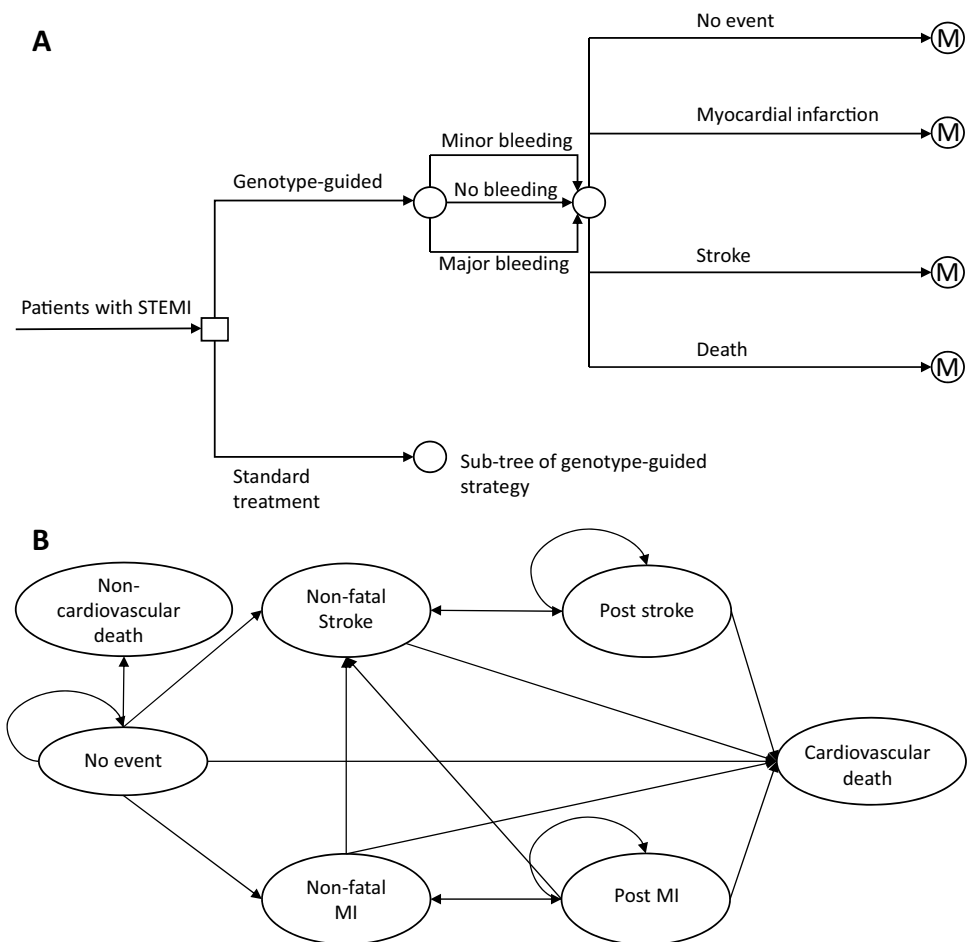 A
No event
M
Myocardial infarction
M
Minor bleeding
Genotype-guided
No bleeding
Major bleeding
Stroke
M
Patients with STEMI
Death
M
Standard
treatment
Sub-tree of genotype-guided
strategy
B
Non-
cardiovascular
death
Non-fatal
Stroke
Post stroke
No event
Cardiovascular
death
Non-fatal
MI
Post MI